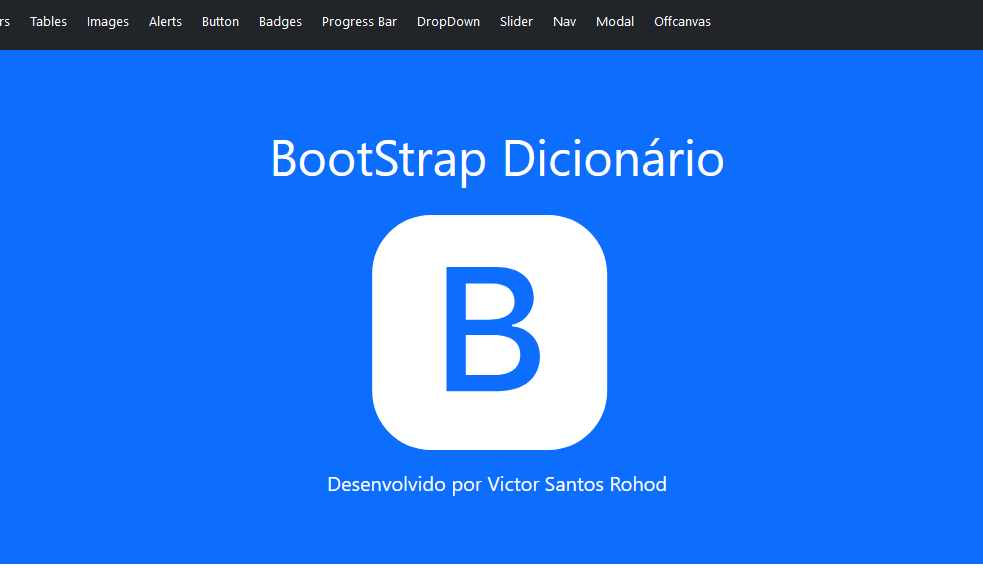 rs Tables Images Alerts Button Badges Progress Bar DropDown Slider Nav Modal Offcanvas
BootStrap Dicionário
B
Desenvolvido por Victor Santos Rohod